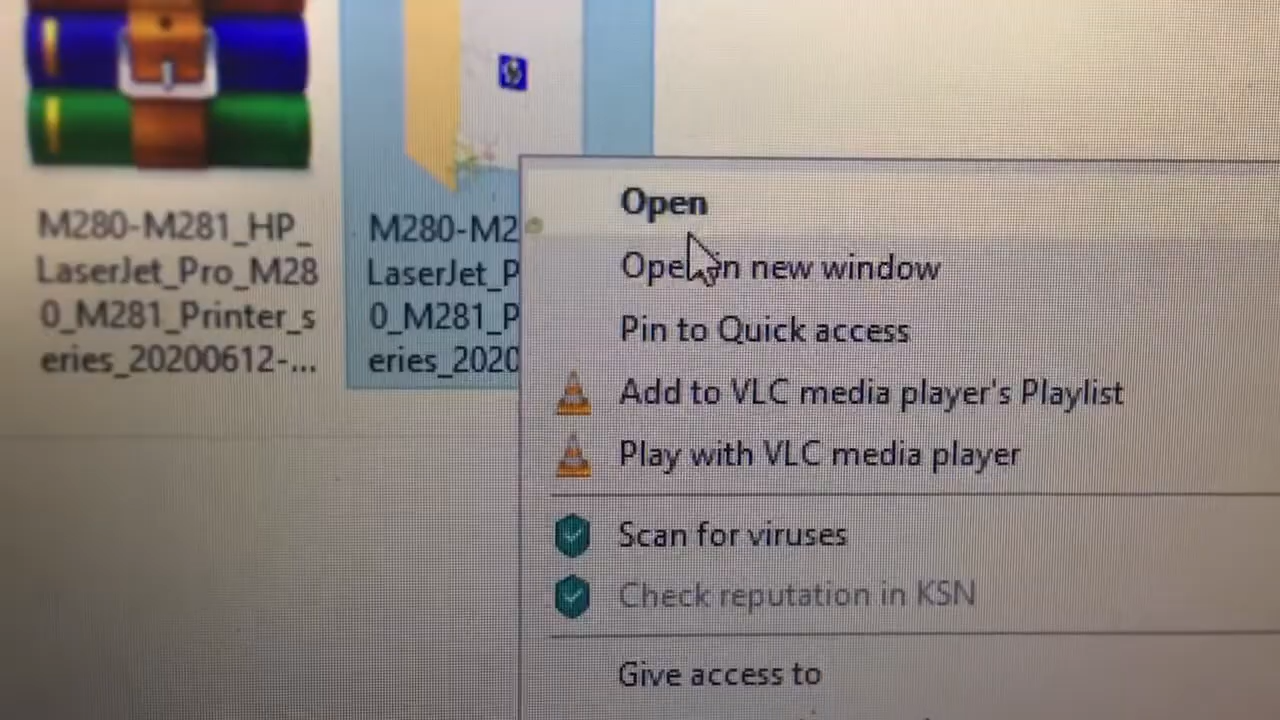 M280-M281_HP_
LaserJet_Pro_M28
0_M281_Printer_s
eries_20200612-...
M280-M2
LaserJet_P
0_M281_P
eries_2020
Open
Open in new window
Pin to Quick access
Add to VLC media player's Playlist
Play with VLC media player
Scan for viruses
Check reputation in KSN
Give access to